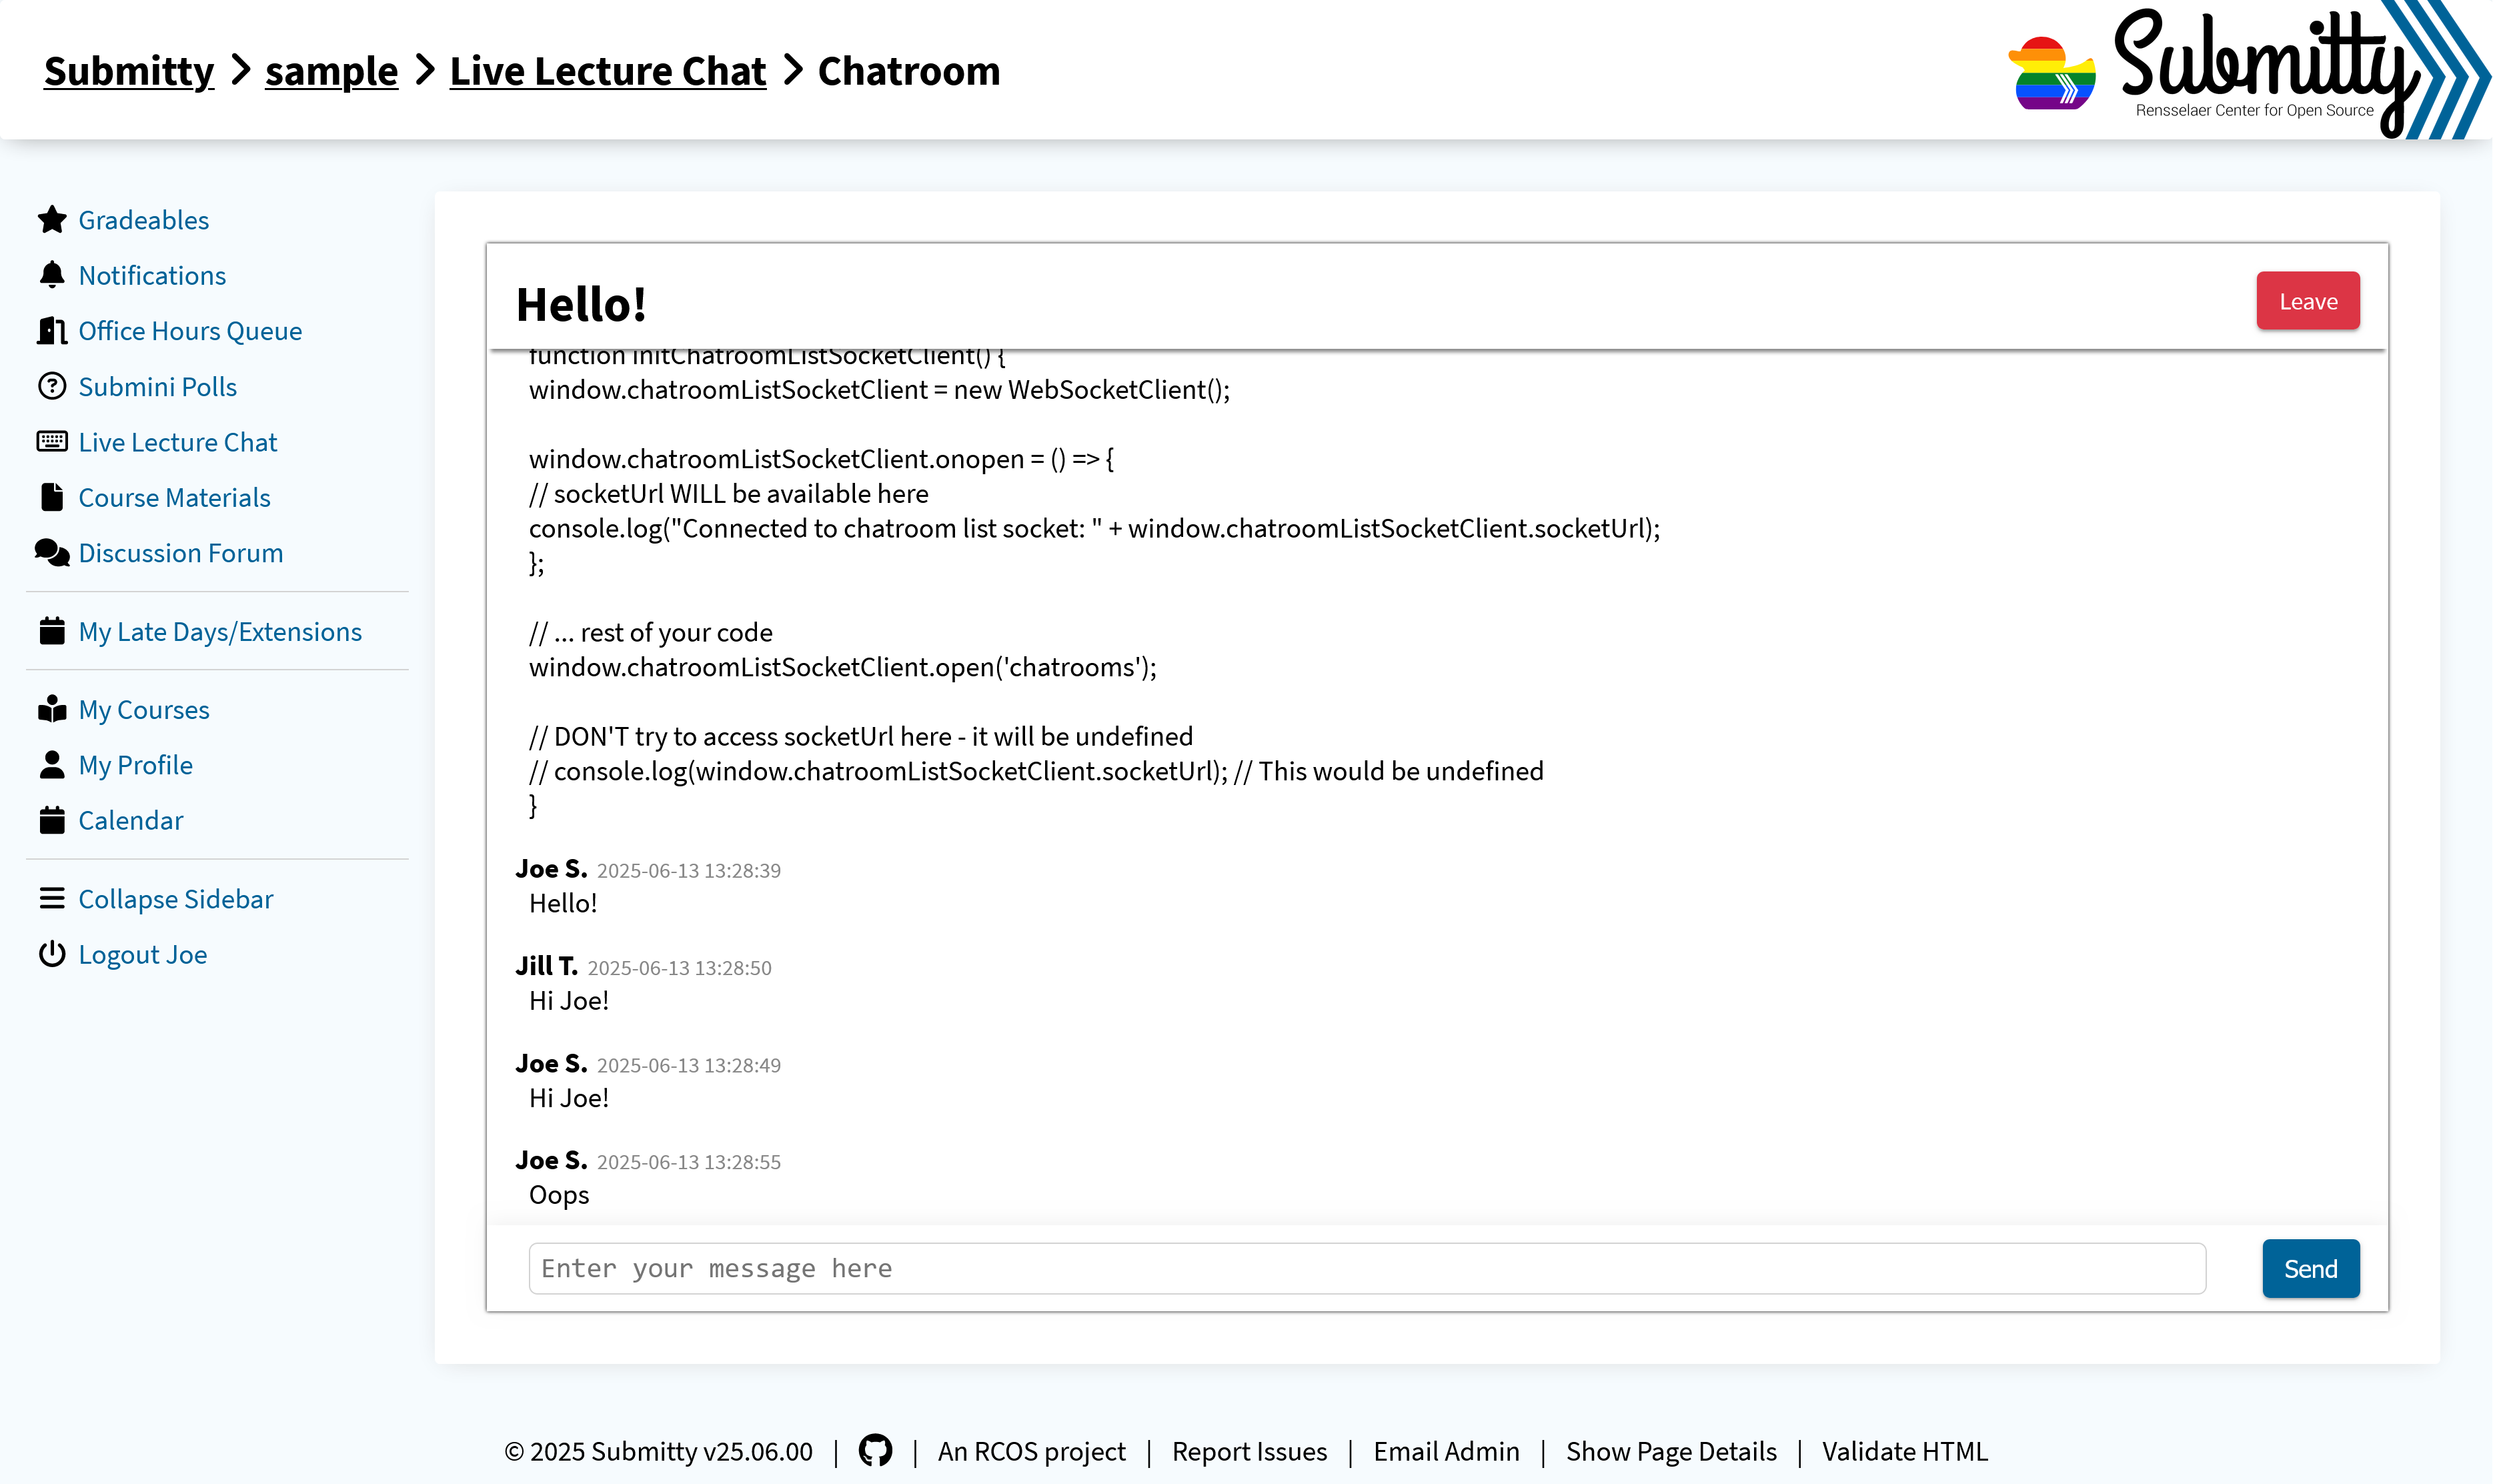 Submitty > sample > Live Lecture Chat > Chatroom
Submitty
Rensselaer Center for Open Source
Gradeables
Notifications
Office Hours Queue
Submini Polls
Live Lecture Chat
Course Materials
Discussion Forum
My Late Days/Extensions
My Courses
My Profile
Calendar
Collapse Sidebar
Logout Joe
Hello!
Leave
function initChatroomListSocketClient() {
window.chatroomListSocketClient = new WebSocketClient();
window.chatroomListSocketClient.onopen = () => {
// socketUrl WILL be available here
console.log("Connected to chatroom list socket: " + window.chatroomListSocketClient.socketUrl);
};
// ... rest of your code
window.chatroomListSocketClient.open('chatrooms');
// DON'T try to access socketUrl here - it will be undefined
// console.log(window.chatroomListSocketClient.socketUrl); // This would be undefined
}
Joe S. 2025-06-13 13:28:39
Hello!
Jill T. 2025-06-13 13:28:50
Hi Joe!
Joe S. 2025-06-13 13:28:49
Hi Joe!
Joe S. 2025-06-13 13:28:55
Oops
Enter your message here
Send
© 2025 Submitty v25.06.00 | | An RCOS project | Report Issues | Email Admin | Show Page Details | Validate HTML